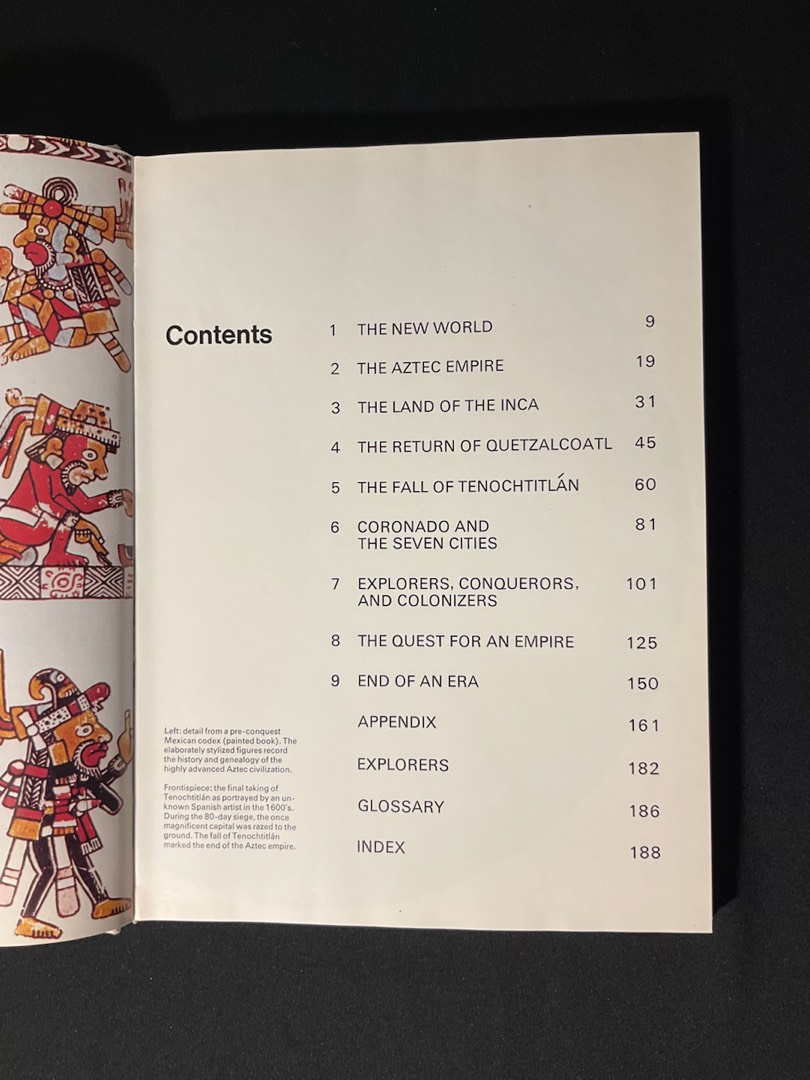 Contents
1 THE NEW WORLD 9
2 THE AZTEC EMPIRE 19
3 THE LAND OF THE INCA 31
4 THE RETURN OF QUETZALCOATL 45
5 THE FALL OF TENOCHTITLÁN 60
6 CORONADO AND 81
THE SEVEN CITIES
7 EXPLORERS, CONQUERORS, 101
AND COLONIZERS
8 THE QUEST FOR AN EMPIRE 125
9 END OF AN ERA 150
APPENDIX 161
EXPLORERS 182
GLOSSARY 186
INDEX 188
Left: detail from a pre-conquest
Mexican codex (painted book). The
elaborately stylized figures record
the history and genealogy of the
highly advanced Aztec civilization.
Frontispiece: the final taking of
Tenochtitlán as portrayed by an un-
known Spanish artist in the 1600's.
During the 80-day siege, the once
magnificent capital was razed to the
ground. The fall of Tenochtitlán
marked the end of the Aztec empire.